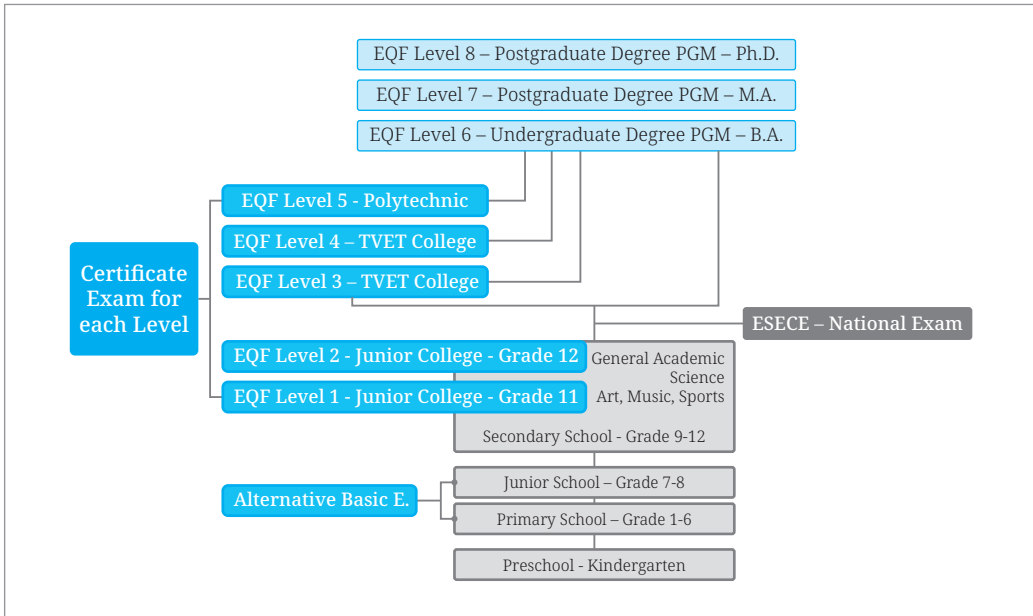 EQF Level 8 – Postgraduate Degree PGM – Ph.D.
EQF Level 7 – Postgraduate Degree PGM – M.A.
EQF Level 6 – Undergraduate Degree PGM – B.A.
EQF Level 5 - Polytechnic
EQF Level 4 – TVET College
EQF Level 3 – TVET College
Certificate
Exam for
each Level
ESECE – National Exam
EQF Level 2 - Junior College - Grade 12
EQF Level 1 - Junior College - Grade 11
General Academic
Science
Art, Music, Sports
Secondary School - Grade 9-12
Junior School – Grade 7-8
Alternative Basic E.
Primary School – Grade 1-6
Preschool - Kindergarten